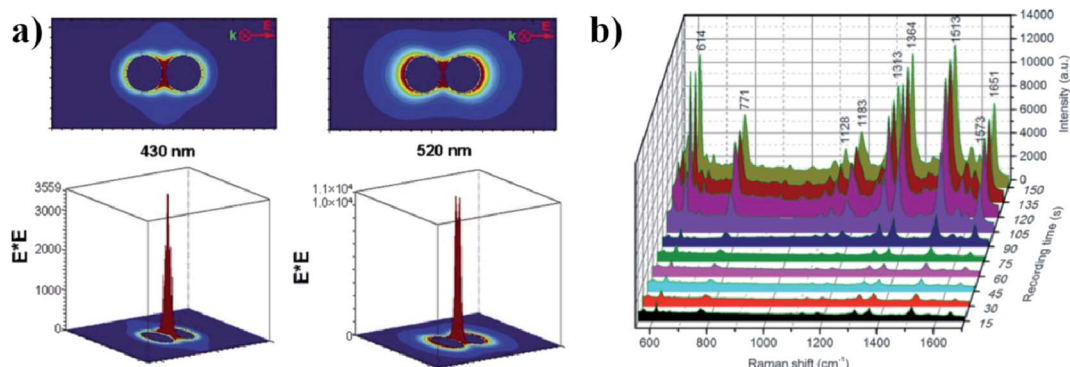 a)
k
E
E
k
430 nm
520 nm
3559
3000
2000
1000
0
E*E
1.1×10⁴
1.0×10⁴
0
E*E
b)
614
771
1128
1183
1313
1364
1513
1573
1651
14000
12000
10000
8000
6000
4000
2000
0
Intensity (a.u.)
150
135
120
105
90
75
60
45
30
15
Recording time (s)
600 800 1000 1200 1400 1600
Raman shift (cm⁻¹)